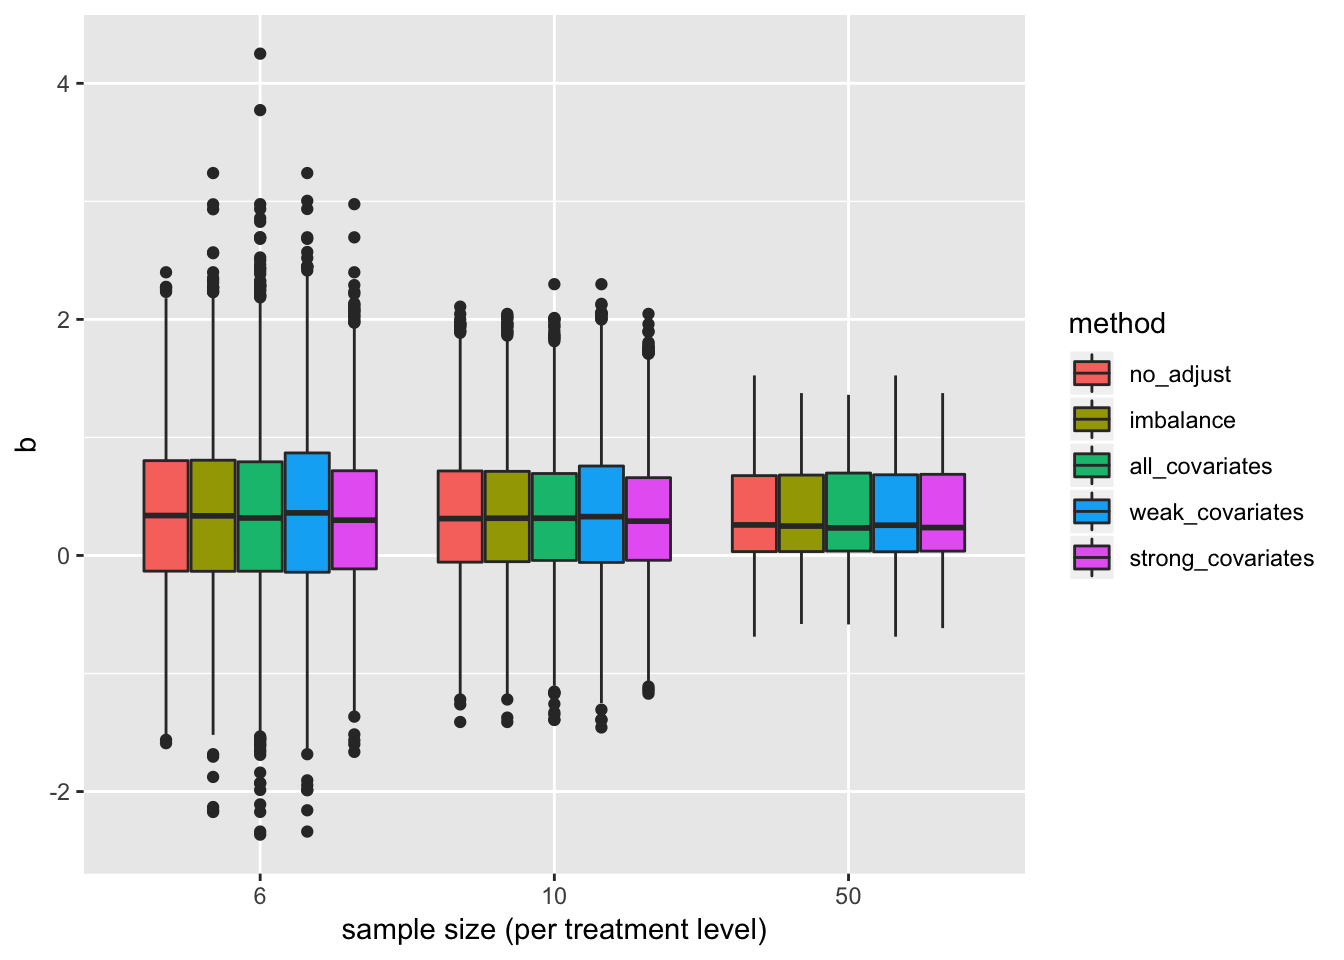 4
2
0
-2
b
6
10
50
sample size (per treatment level)
method
no_adjust
imbalance
all_covariates
weak_covariates
strong_covariates